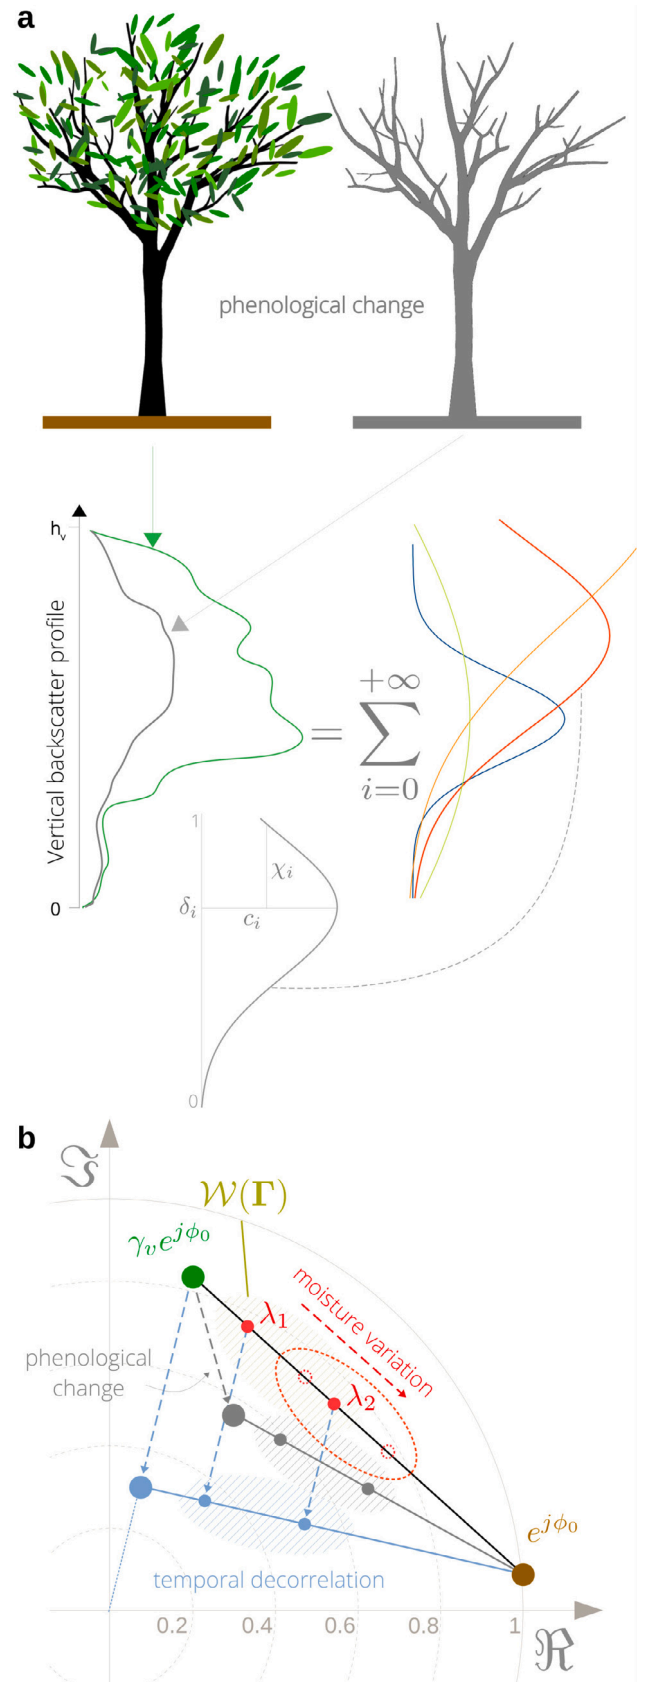 a
phenological change
h_v
Vertical backscatter profile
0
=
+∞
∑
i=0
1
χ_i
δ_i
c_i
0
b
ℑ
𝒲(Γ)
γ_v e^{jϕ_0}
λ_1
moisture variation
phenological
change
λ_2
e^{jϕ_0}
temporal decorrelation
0.2 0.4 0.6 0.8 1
ℜ